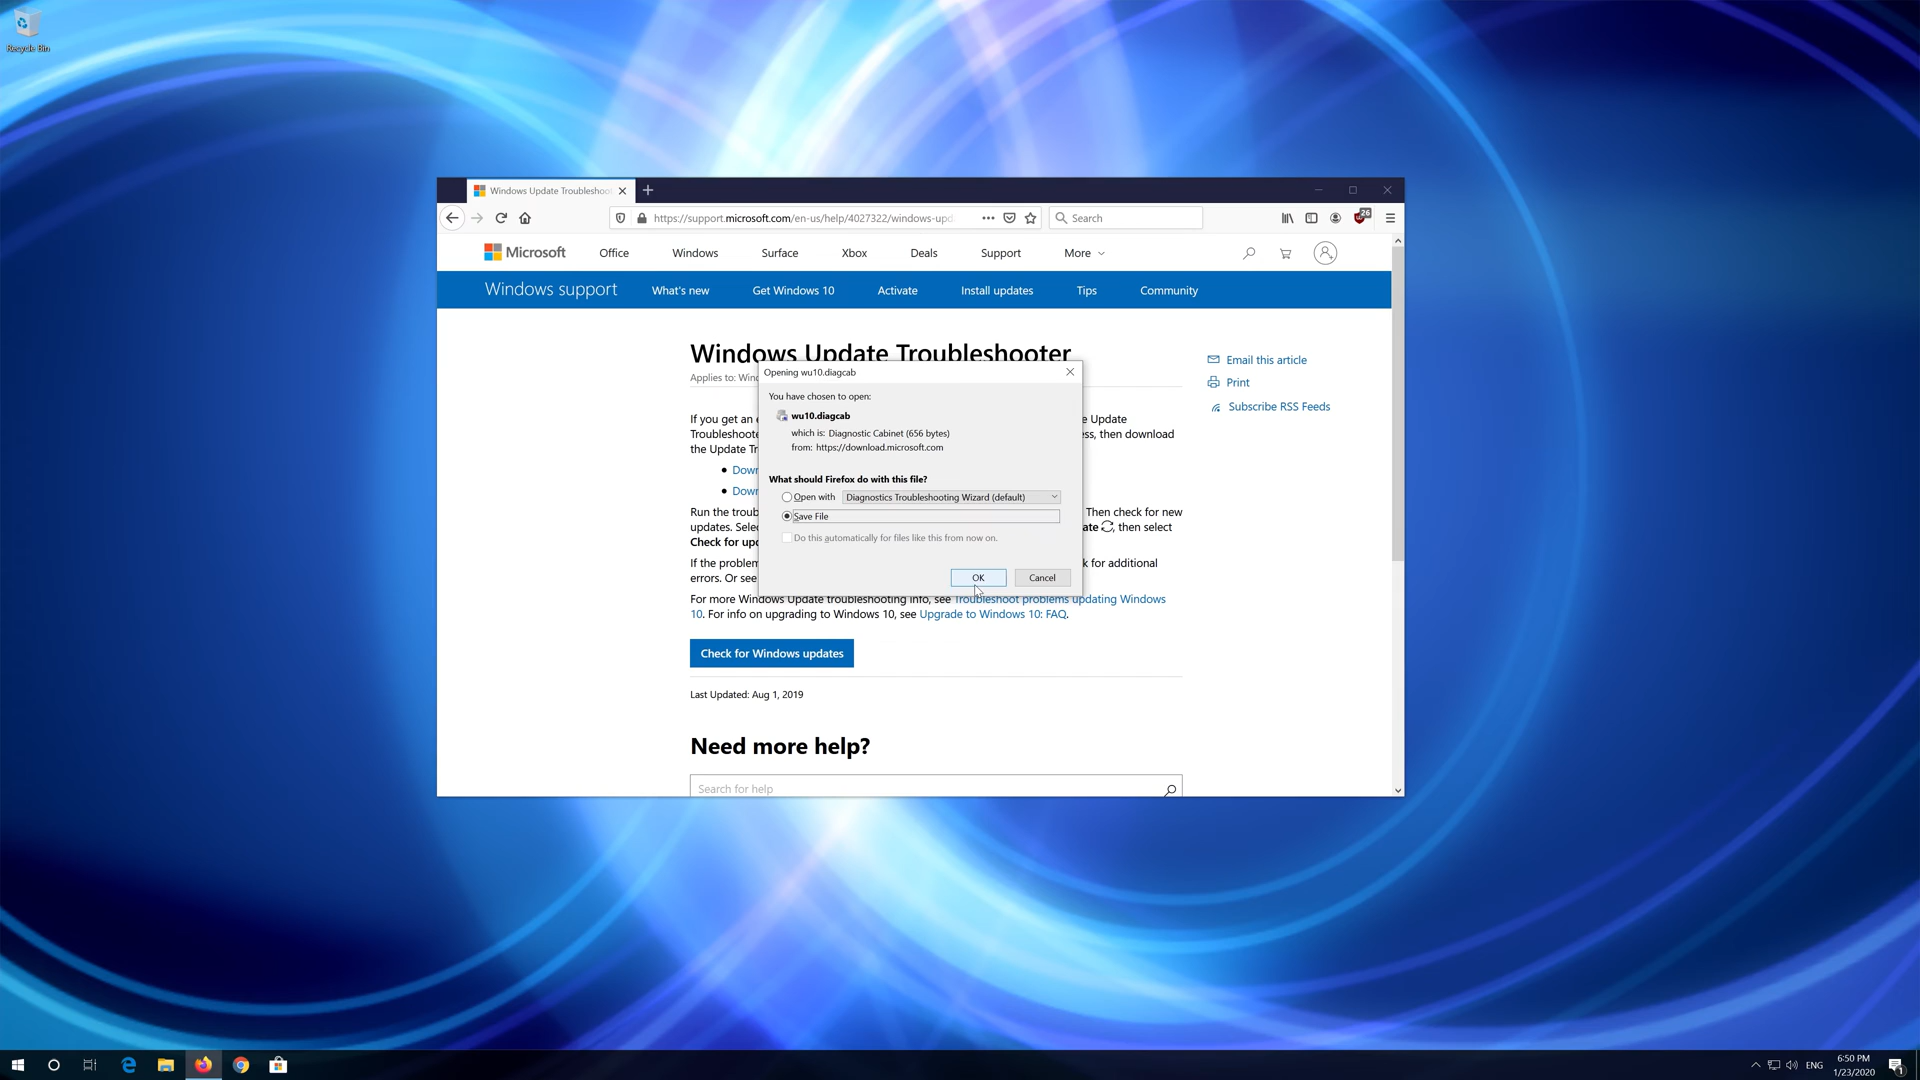 Recycle Bin
Windows Update Troubleshoot
https://support.microsoft.com/en-us/help/4027322/windows-upd
Search
26
Microsoft
Office
Windows
Surface
Xbox
Deals
Support
More
Windows support
What's new
Get Windows 10
Activate
Install updates
Tips
Community
Windows Update Troubleshooter
Applies to: Win
Email this article
Print
Subscribe RSS Feeds
If you get an e Update
Troubleshoote ss, then download
the Update Tr
• Dow
• Dow
Run the troub Then check for new
updates. Selec ate , then select
Check for up
If the problem k for additional
errors. Or see
For more Windows Update troubleshooting info, see Troubleshoot problems updating Windows
10. For info on upgrading to Windows 10, see Upgrade to Windows 10: FAQ.
Check for Windows updates
Last Updated: Aug 1, 2019
Need more help?
Search for help
Opening wu10.diagcab
You have chosen to open:
wu10.diagcab
which is: Diagnostic Cabinet (656 bytes)
from: https://download.microsoft.com
What should Firefox do with this file?
Open with
Diagnostics Troubleshooting Wizard (default)
Save File
Do this automatically for files like this from now on.
OK
Cancel
ENG
6:50 PM
1/23/2020
1